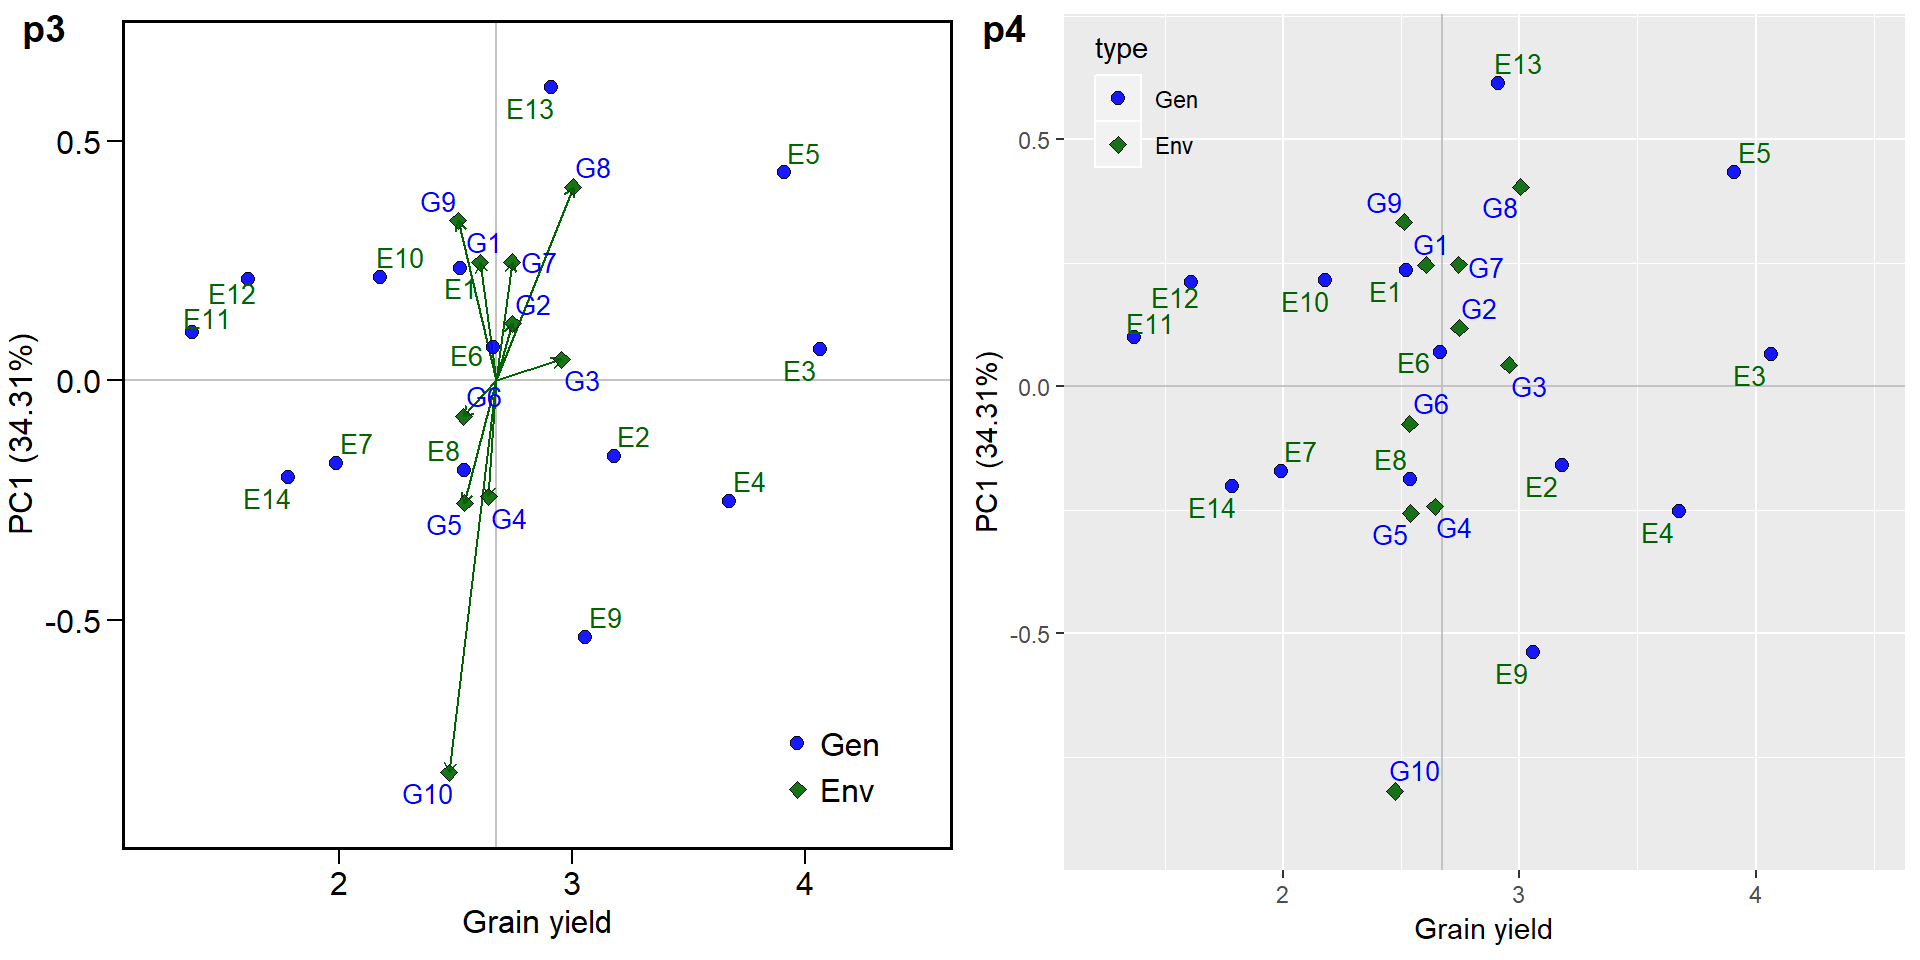 p3
E13
0.5
E5
G8
G9
G1
E10
G7
E1
E12
G2
E11
E6
E3
0.0
G3
G6
E7
E8
E2
E4
E14
G5
G4
-0.5
E9
G10
Gen
Env
PC1 (34.31%)
2
3
4
Grain yield
p4
type
Gen
Env
E13
0.5
E5
G9
G8
G1
G7
E12
E10
E1
G2
E11
E6
E3
0.0
G3
G6
E7
E8
E2
E14
G5
G4
E4
-0.5
E9
G10
PC1 (34.31%)
2
3
4
Grain yield